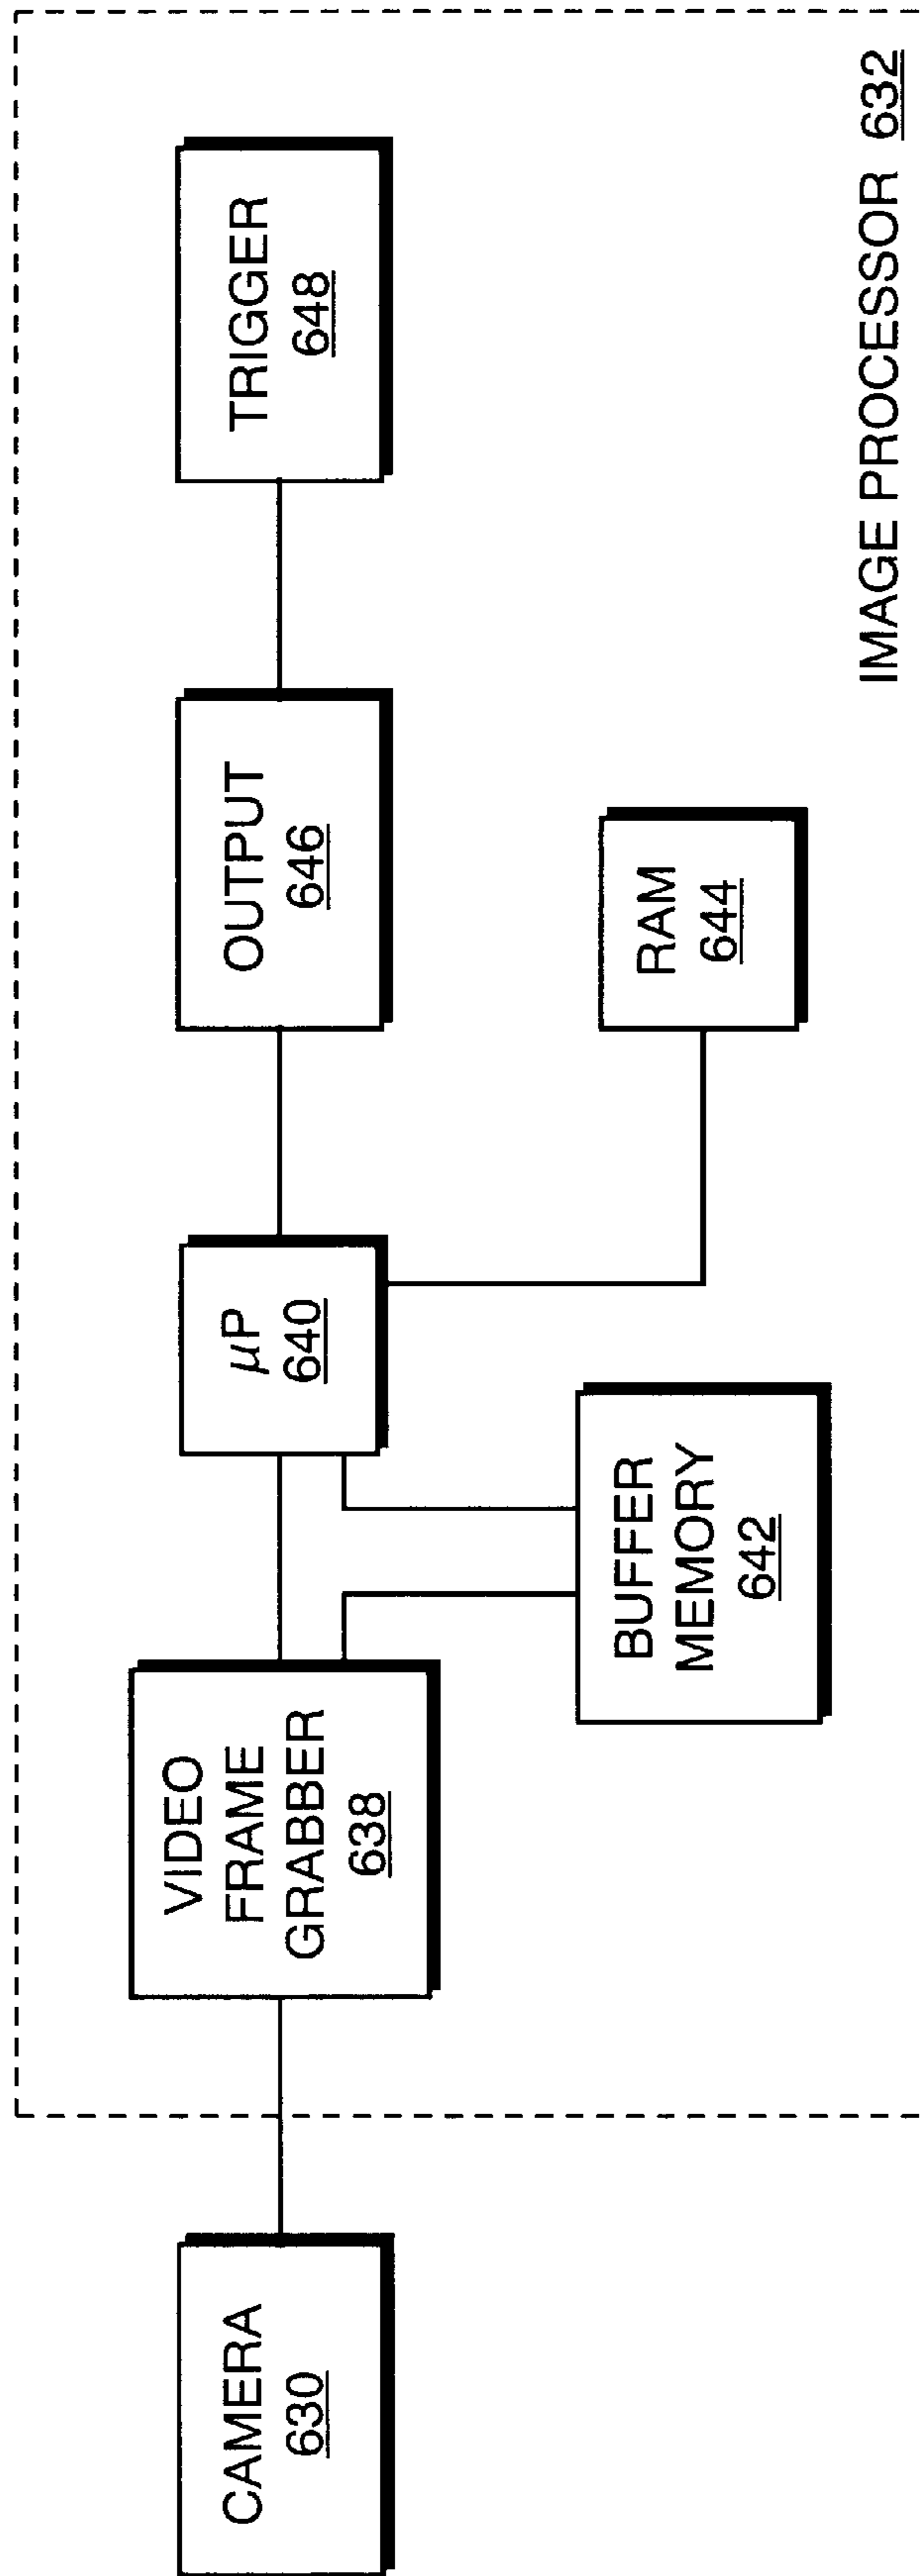 CAMERA
630
VIDEO
FRAME
GRABBER
638
μP
640
BUFFER
MEMORY
642
OUTPUT
646
RAM
644
TRIGGER
648
IMAGE PROCESSOR 632